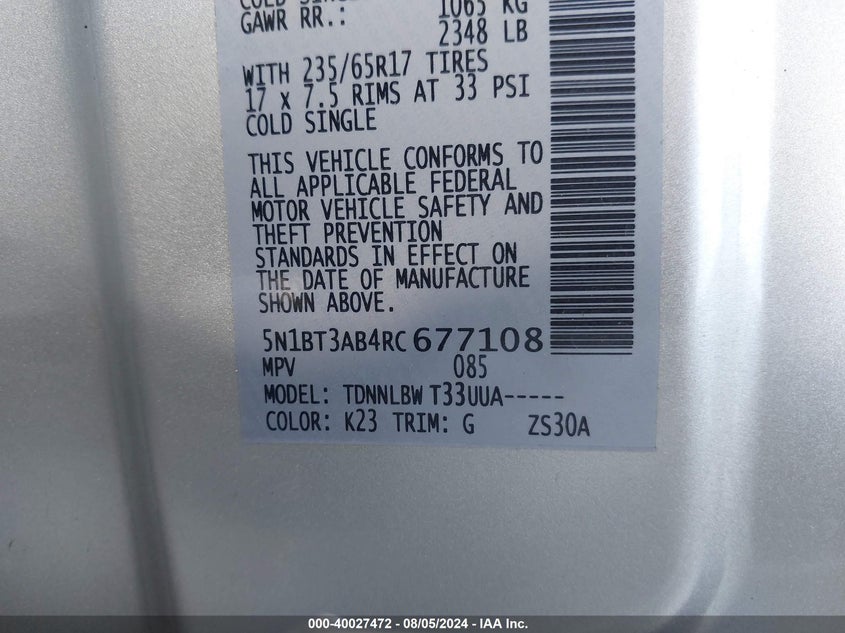 COLD SINGLE
GAWR RR.: 1065 KG
2348 LB
WITH 235/65R17 TIRES
17 x 7.5 RIMS AT 33 PSI
COLD SINGLE
THIS VEHICLE CONFORMS TO
ALL APPLICABLE FEDERAL
MOTOR VEHICLE SAFETY AND
THEFT PREVENTION
STANDARDS IN EFFECT ON
THE DATE OF MANUFACTURE
SHOWN ABOVE.
5N1BT3AB4RC677108
MPV 085
MODEL: TDNNLBW T33UUA-----
COLOR: K23 TRIM: G ZS30A
000-40027472 - 08/05/2024 - IAA Inc.